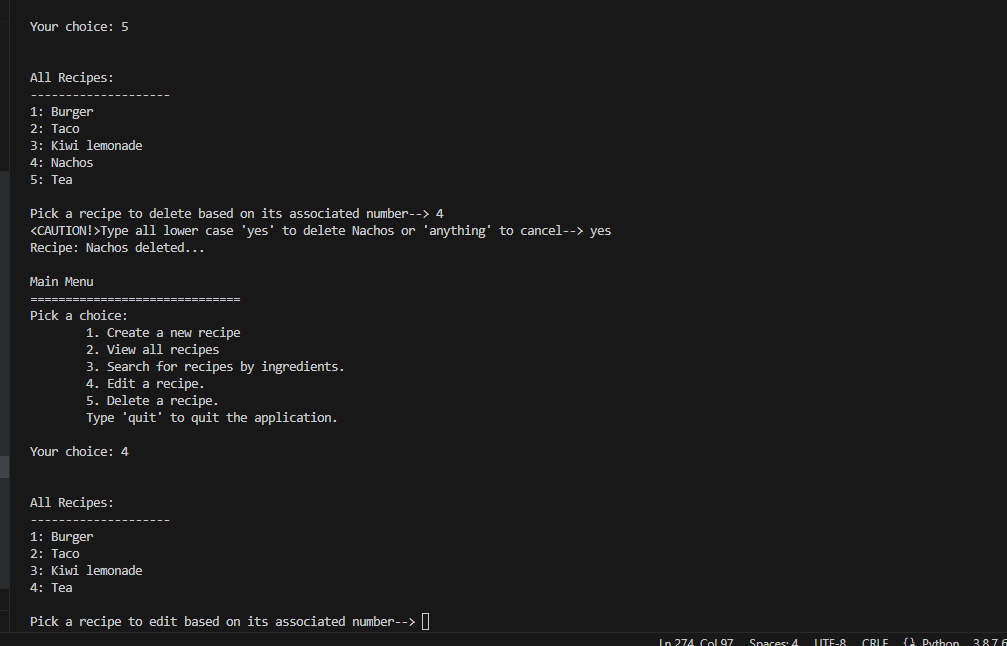 Your choice: 5
All Recipes:
--------------------
1: Burger
2: Taco
3: Kiwi lemonade
4: Nachos
5: Tea
Pick a recipe to delete based on its associated number--> 4
<CAUTION!>Type all lower case 'yes' to delete Nachos or 'anything' to cancel--> yes
Recipe: Nachos deleted...
Main Menu
==============================
Pick a choice:
1. Create a new recipe
2. View all recipes
3. Search for recipes by ingredients.
4. Edit a recipe.
5. Delete a recipe.
Type 'quit' to quit the application.
Your choice: 4
All Recipes:
--------------------
1: Burger
2: Taco
3: Kiwi lemonade
4: Tea
Pick a recipe to edit based on its associated number-->
Ln 274, Col 97 Spaces: 4 UTF-8 CRLF {} Python 3.8.7 6